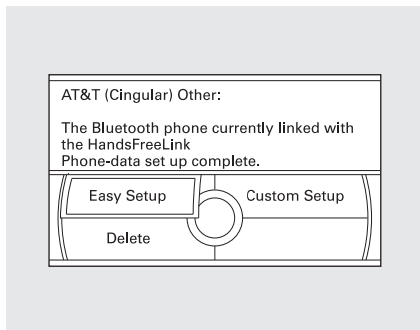 AT&T (Cingular) Other:
The Bluetooth phone currently linked with
the HandsFreeLink
Phone-data set up complete.
Easy Setup
Custom Setup
Delete